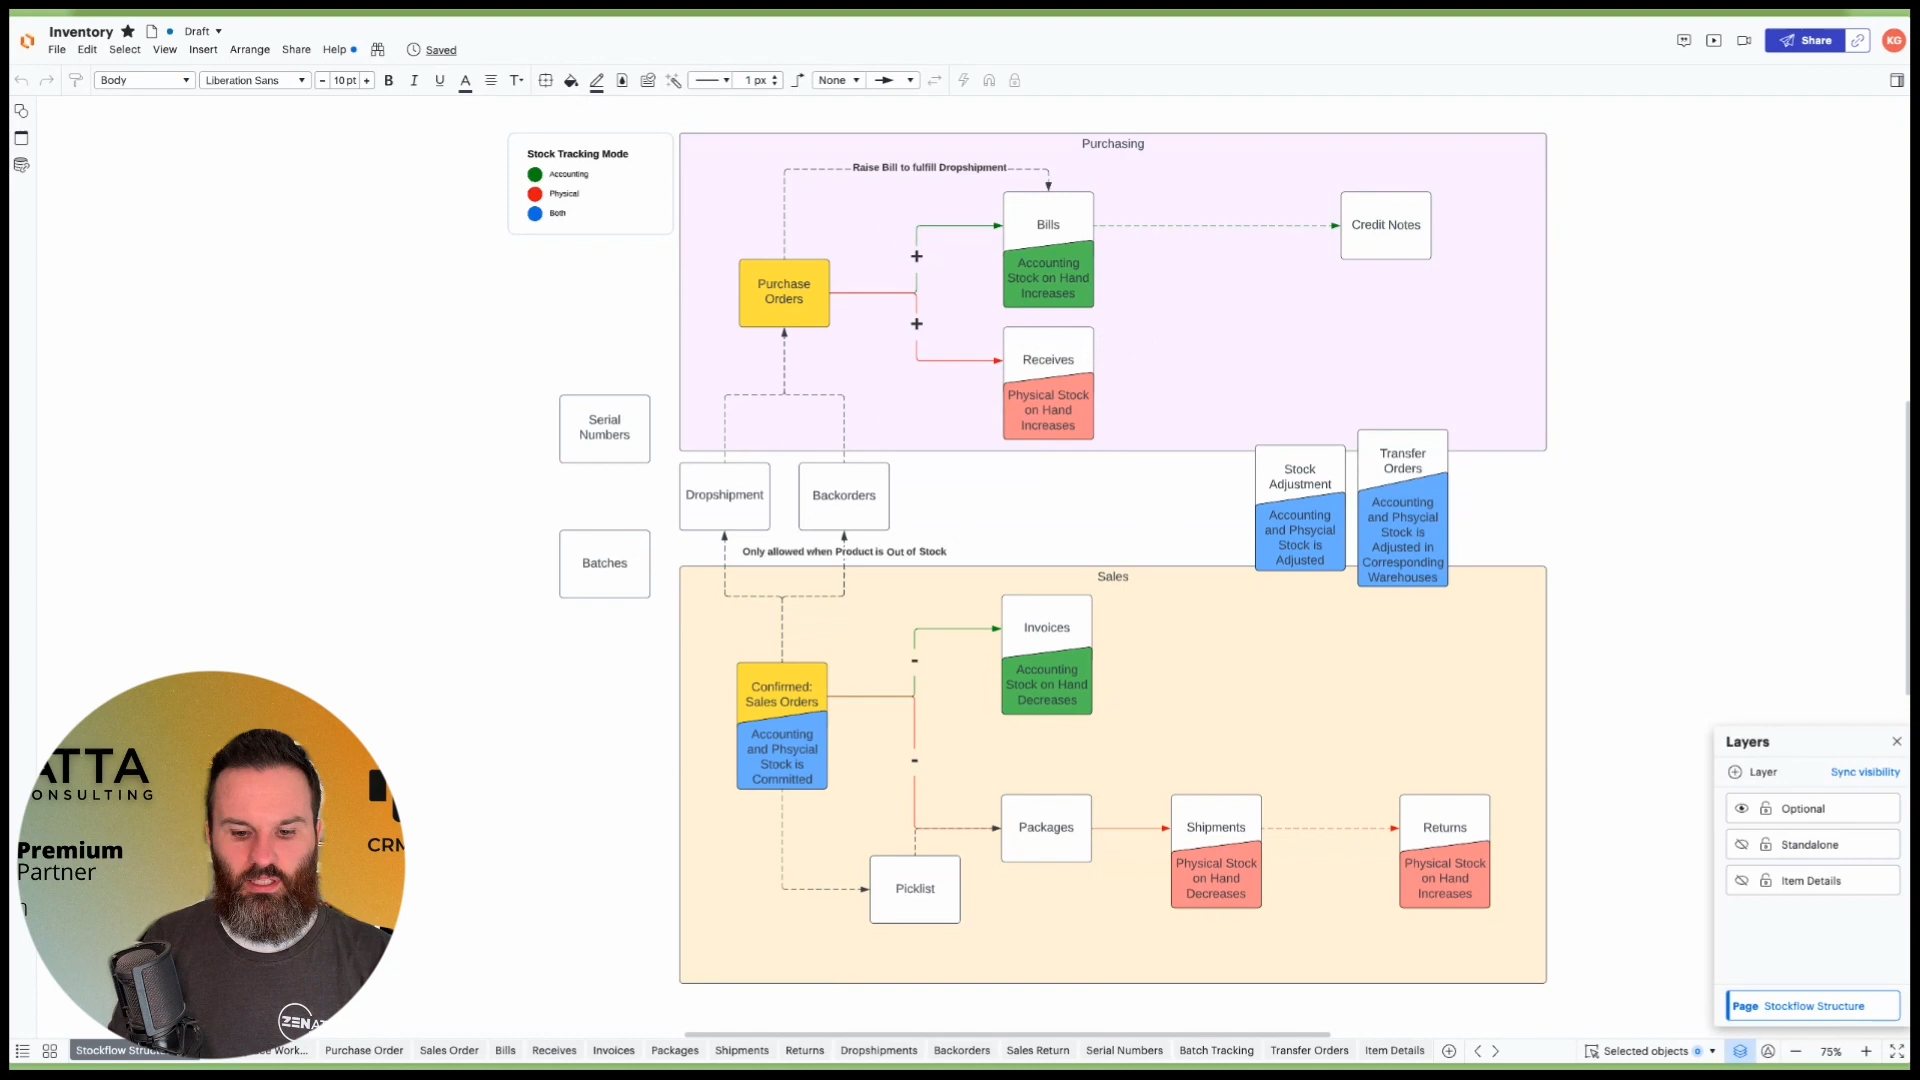 Inventory
Draft
File Edit Select View Insert Arrange Share Help
Saved
Share
KG
Body
Liberation Sans
- 10 pt +
B I U A T
1 px
None
Stock Tracking Mode
Accounting
Physical
Both
Purchasing
Raise Bill to fulfill Dropshipment
Bills
Accounting
Stock on Hand
Increases
Credit Notes
Purchase
Orders
+
+
Receives
Physical Stock
on Hand
Increases
Serial
Numbers
Dropshipment
Backorders
Stock
Adjustment
Accounting
and Phsycial
Stock is
Adjusted
Transfer
Orders
Accounting
and Phsycial
Stock is
Adjusted in
Corresponding
Warehouses
Only allowed when Product is Out of Stock
Batches
Sales
Invoices
Accounting
Stock on Hand
Decreases
-
-
Confirmed:
Sales Orders
Accounting
and Phsycial
Stock is
Committed
Packages
Shipments
Physical Stock
on Hand
Decreases
Returns
Physical Stock
on Hand
Increases
Picklist
ATTA
ONSULTING
Premium
Partner
CRM
ZENA
Layers
Layer
Sync visibility
Optional
Standalone
Item Details
Page Stockflow Structure
Purchase Order Sales Order Bills Receives Invoices Packages Shipments Returns Dropshipments Backorders Sales Return Serial Numbers Batch Tracking Transfer Orders Item Details
Selected objects 0
75%